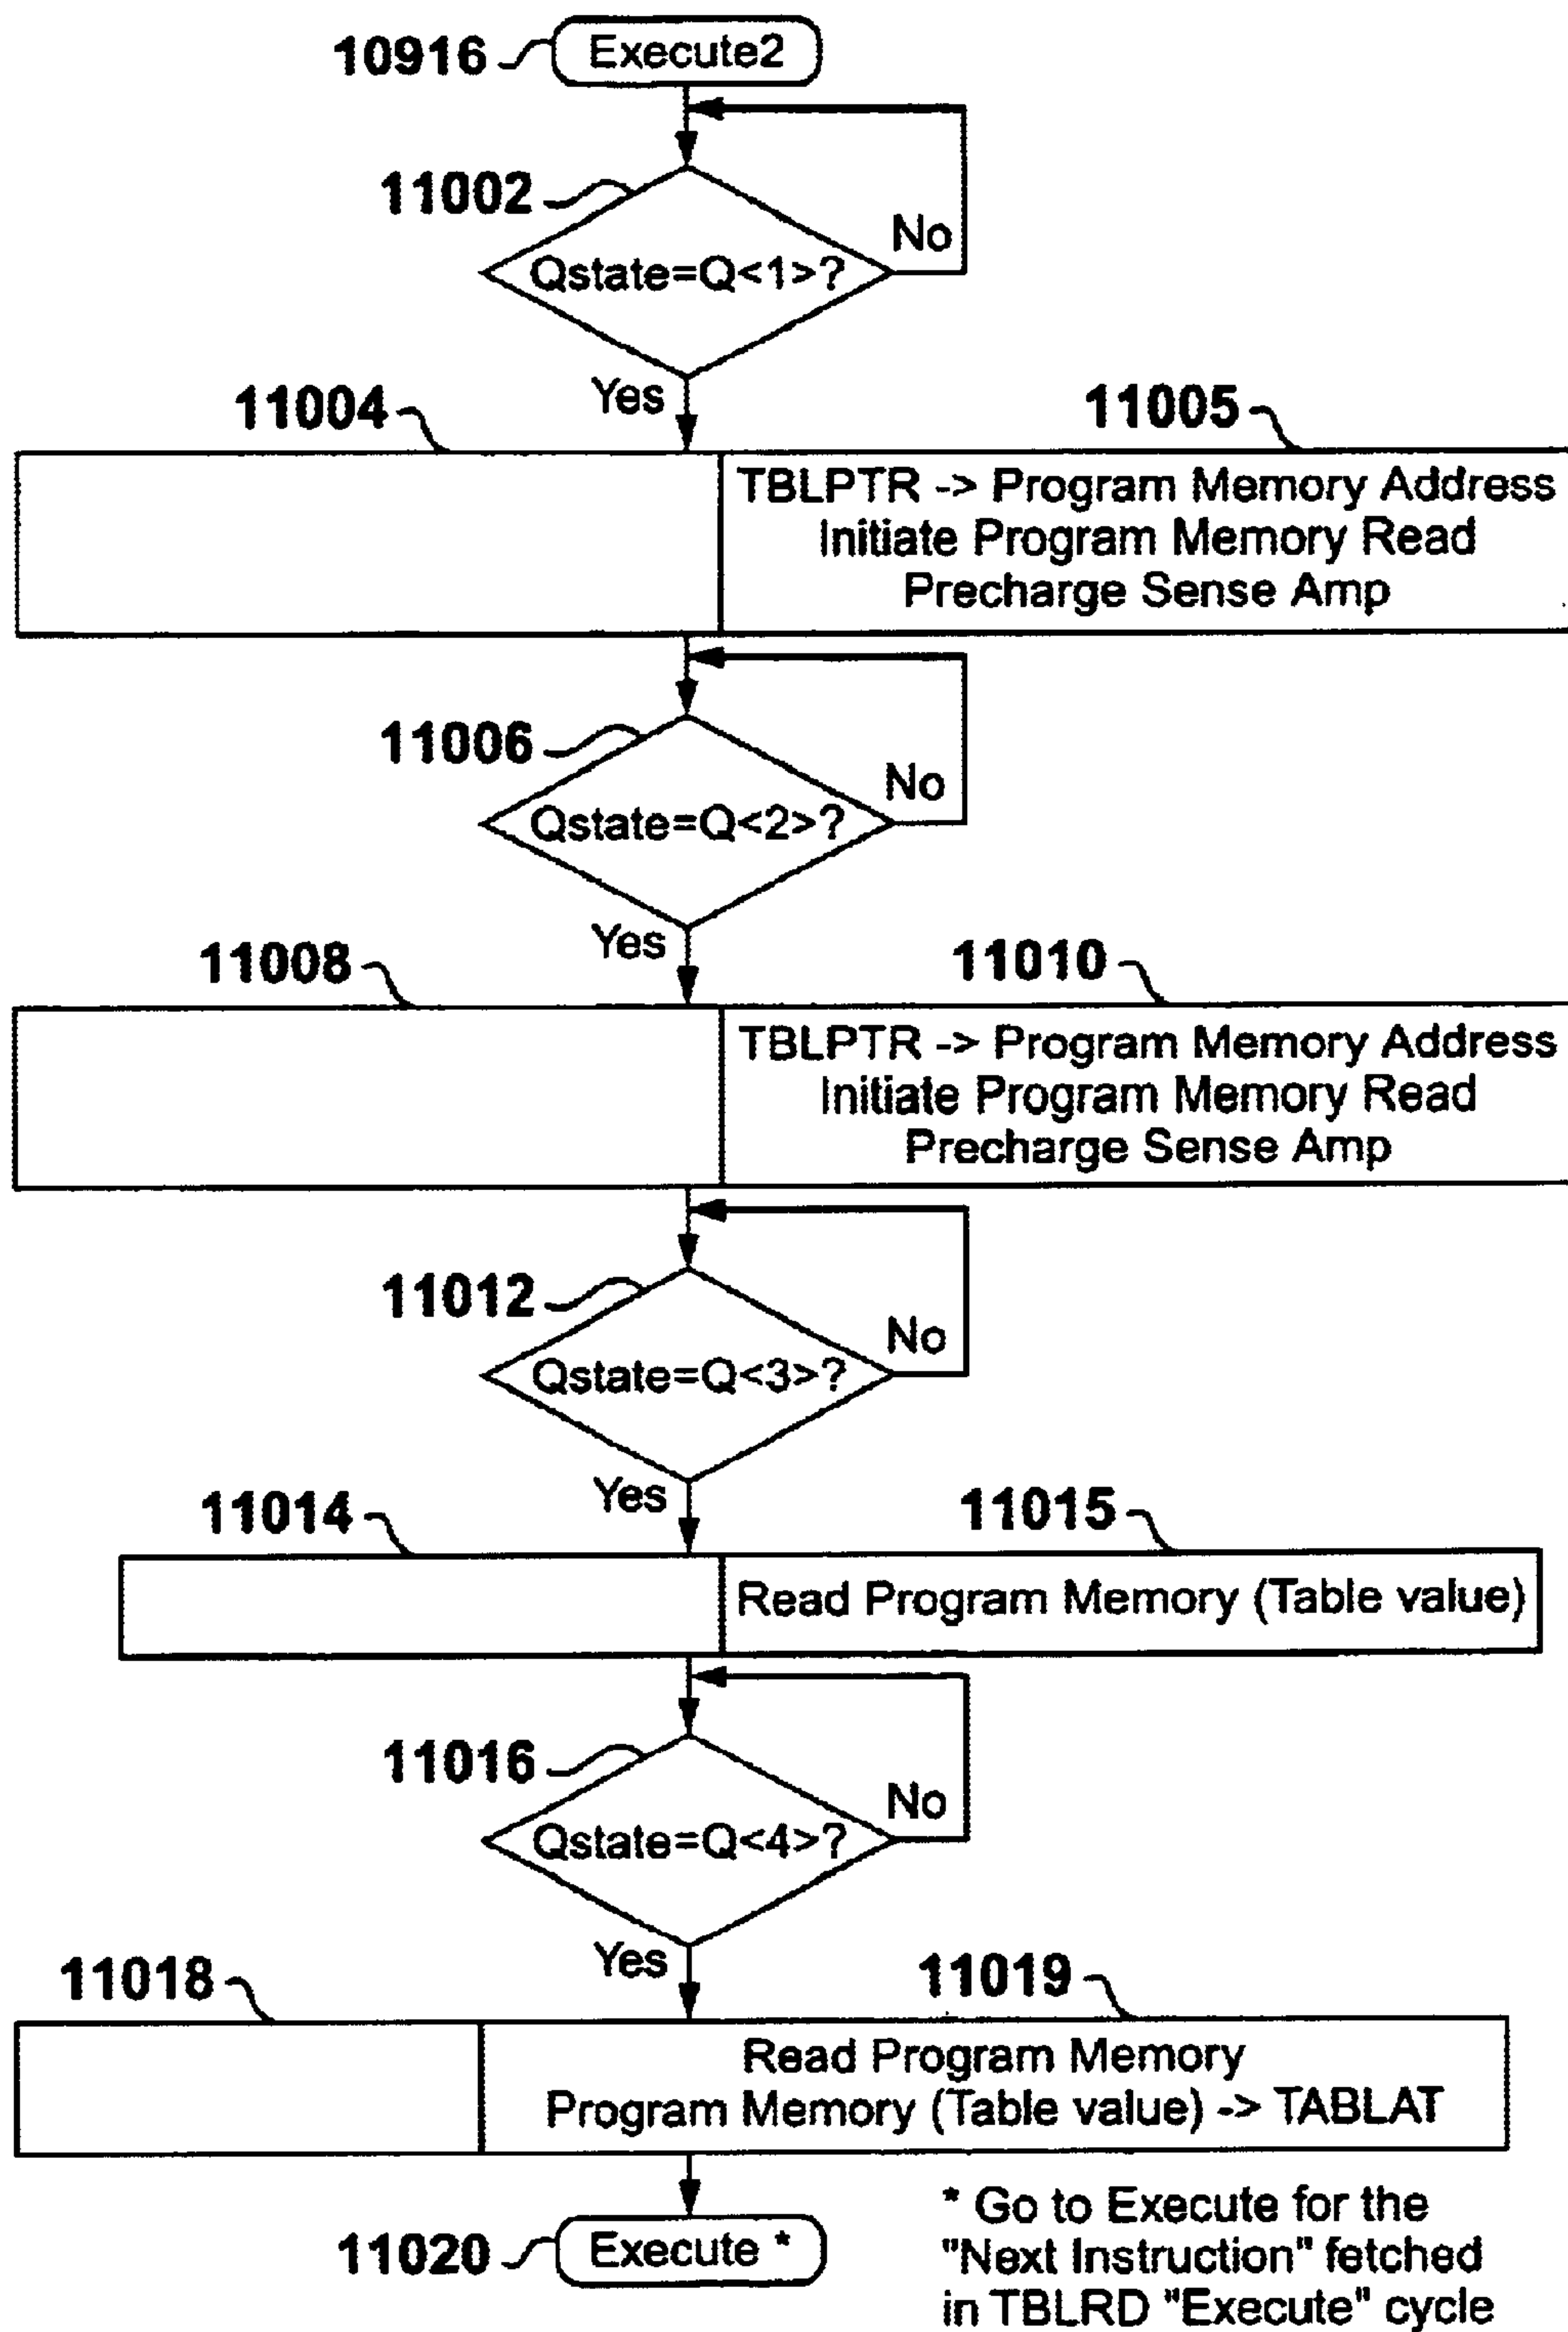 10916
Execute2
11002
No
Qstate=Q<1>?
Yes
11004
11005
TBLPTR -> Program Memory Address
Initiate Program Memory Read
Precharge Sense Amp
11006
No
Qstate=Q<2>?
Yes
11008
11010
TBLPTR -> Program Memory Address
Initiate Program Memory Read
Precharge Sense Amp
11012
No
Qstate=Q<3>?
Yes
11014
11015
Read Program Memory (Table value)
11016
No
Qstate=Q<4>?
Yes
11018
11019
Read Program Memory
Program Memory (Table value) -> TABLAT
11020
Execute *
* Go to Execute for the
"Next Instruction" fetched
in TBLRD "Execute" cycle